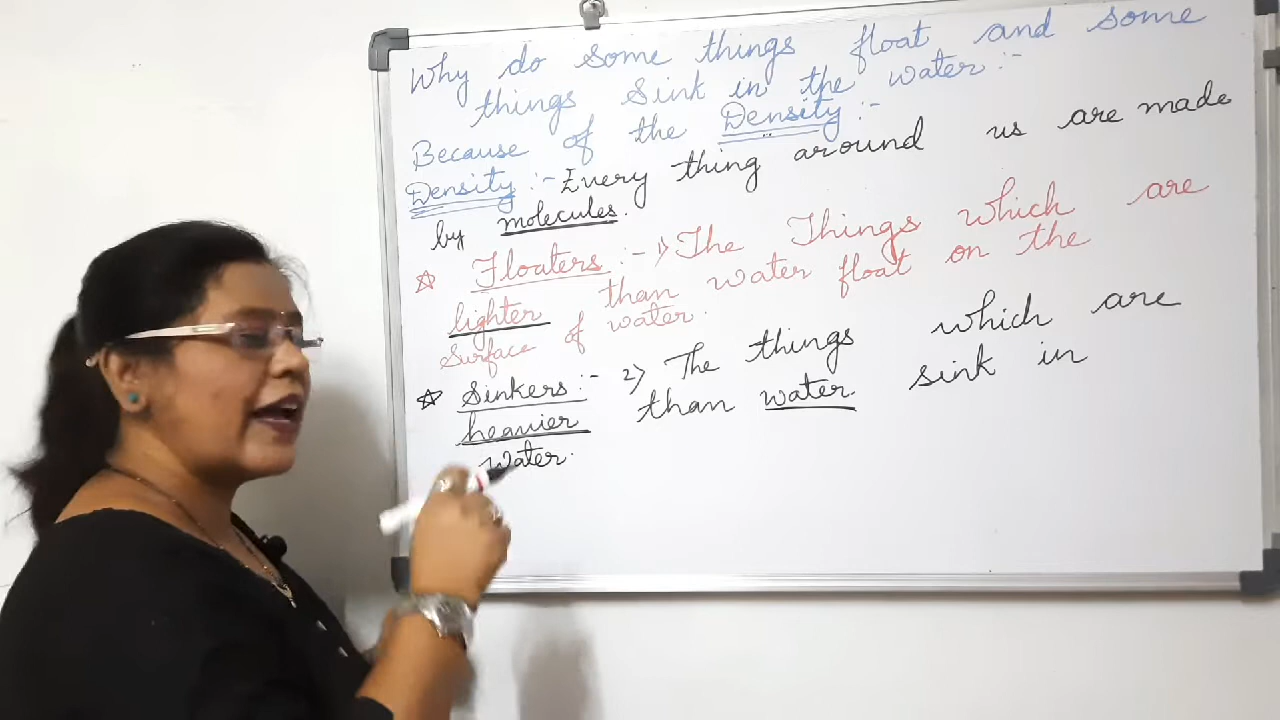 Why do some things float and some
things Sink in the water:-
Because of the Density:-
Density:- Every thing around us are made
by molecules.
☆ Floaters:- 1) The Things which are
lighter than water float on the
Surface of water.
☆ Sinkers:- 2) The things which are
heavier than water sink in
water.